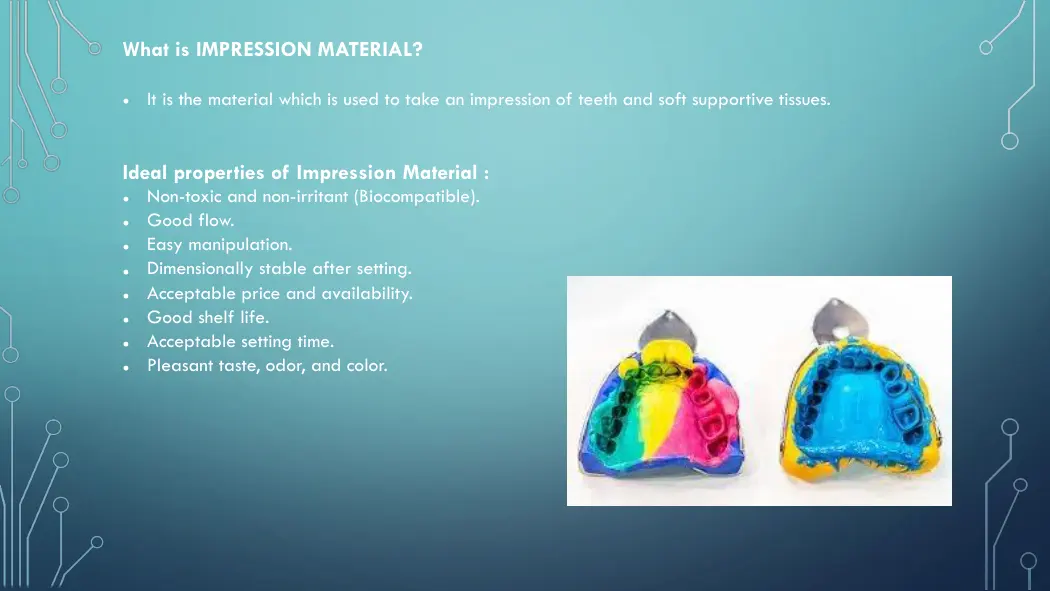 What is IMPRESSION MATERIAL?
• It is the material which is used to take an impression of teeth and soft supportive tissues.
Ideal properties of Impression Material :
• Non-toxic and non-irritant (Biocompatible).
• Good flow.
• Easy manipulation.
• Dimensionally stable after setting.
• Acceptable price and availability.
• Good shelf life.
• Acceptable setting time.
• Pleasant taste, odor, and color.